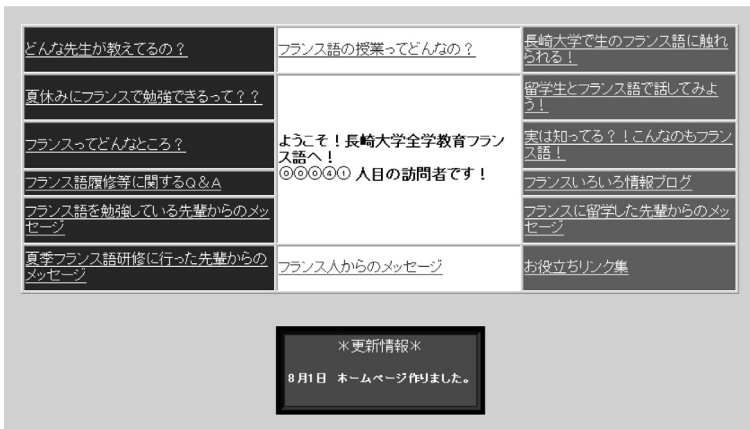 どんな先生が教えてるの？
フランス語の授業ってどんなの？
長崎大学で生のフランス語に触れ
られる！
夏休みにフランスで勉強できるって？？
留学生とフランス語で話してみよ
う！
フランスってどんなところ？
ようこそ！長崎大学全学教育フラン
ス語へ！
⓪⓪⓪④① 人目の訪問者です！
実は知ってる？！こんなのもフラン
ス語！
フランス語履修等に関するＱ＆Ａ
フランスいろいろ情報ブログ
フランス語を勉強している先輩からのメッ
セージ
フランスに留学した先輩からのメッ
セージ
夏季フランス語研修に行った先輩からの
メッセージ
フランス人からのメッセージ
お役立ちリンク集
＊更新情報＊
8月1日 ホームページ作りました。